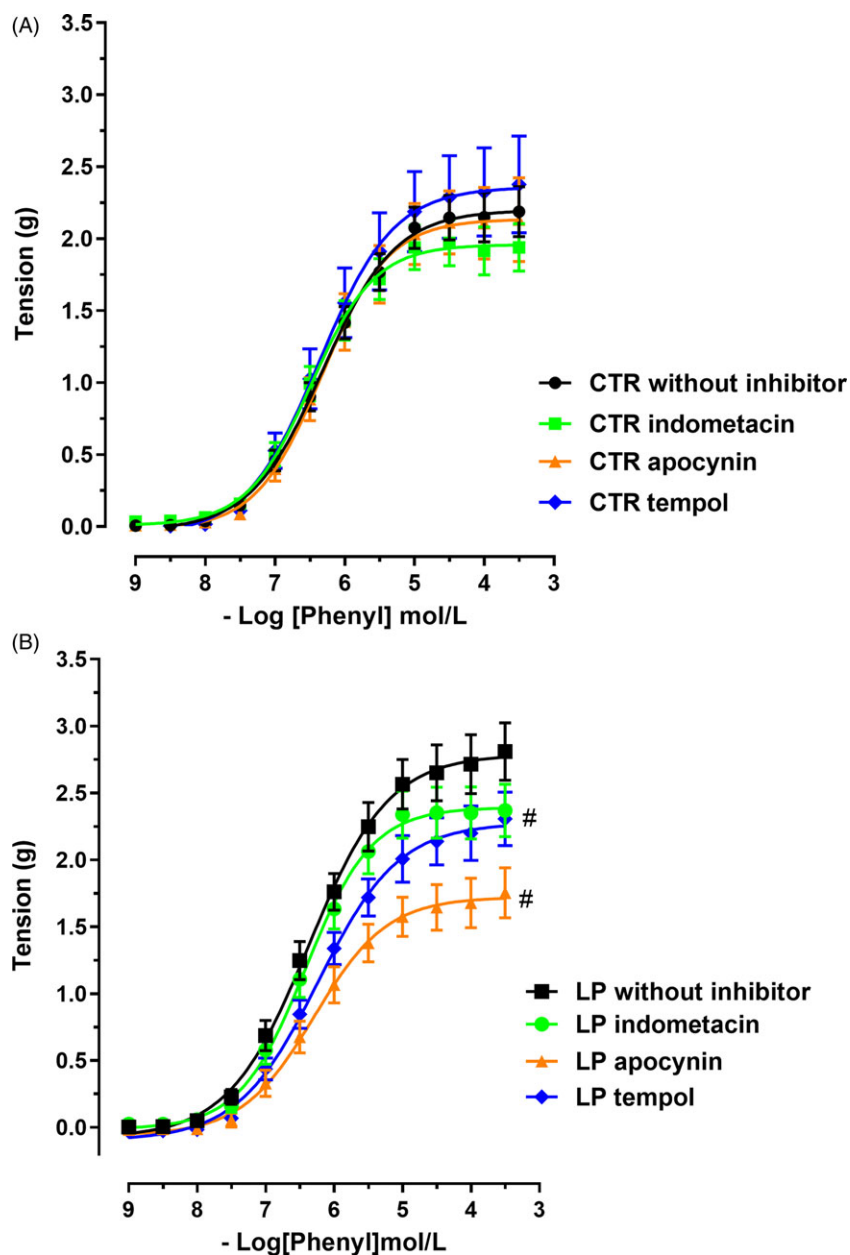 (A)
3.5
3.0
2.5
2.0
1.5
1.0
0.5
0.0
Tension (g)
9 8 7 6 5 4 3
- Log [Phenyl] mol/L
CTR without inhibitor
CTR indometacin
CTR apocynin
CTR tempol
(B)
3.5
3.0
2.5
2.0
1.5
1.0
0.5
0.0
Tension (g)
#
#
9 8 7 6 5 4 3
- Log[Phenyl]mol/L
LP without inhibitor
LP indometacin
LP apocynin
LP tempol